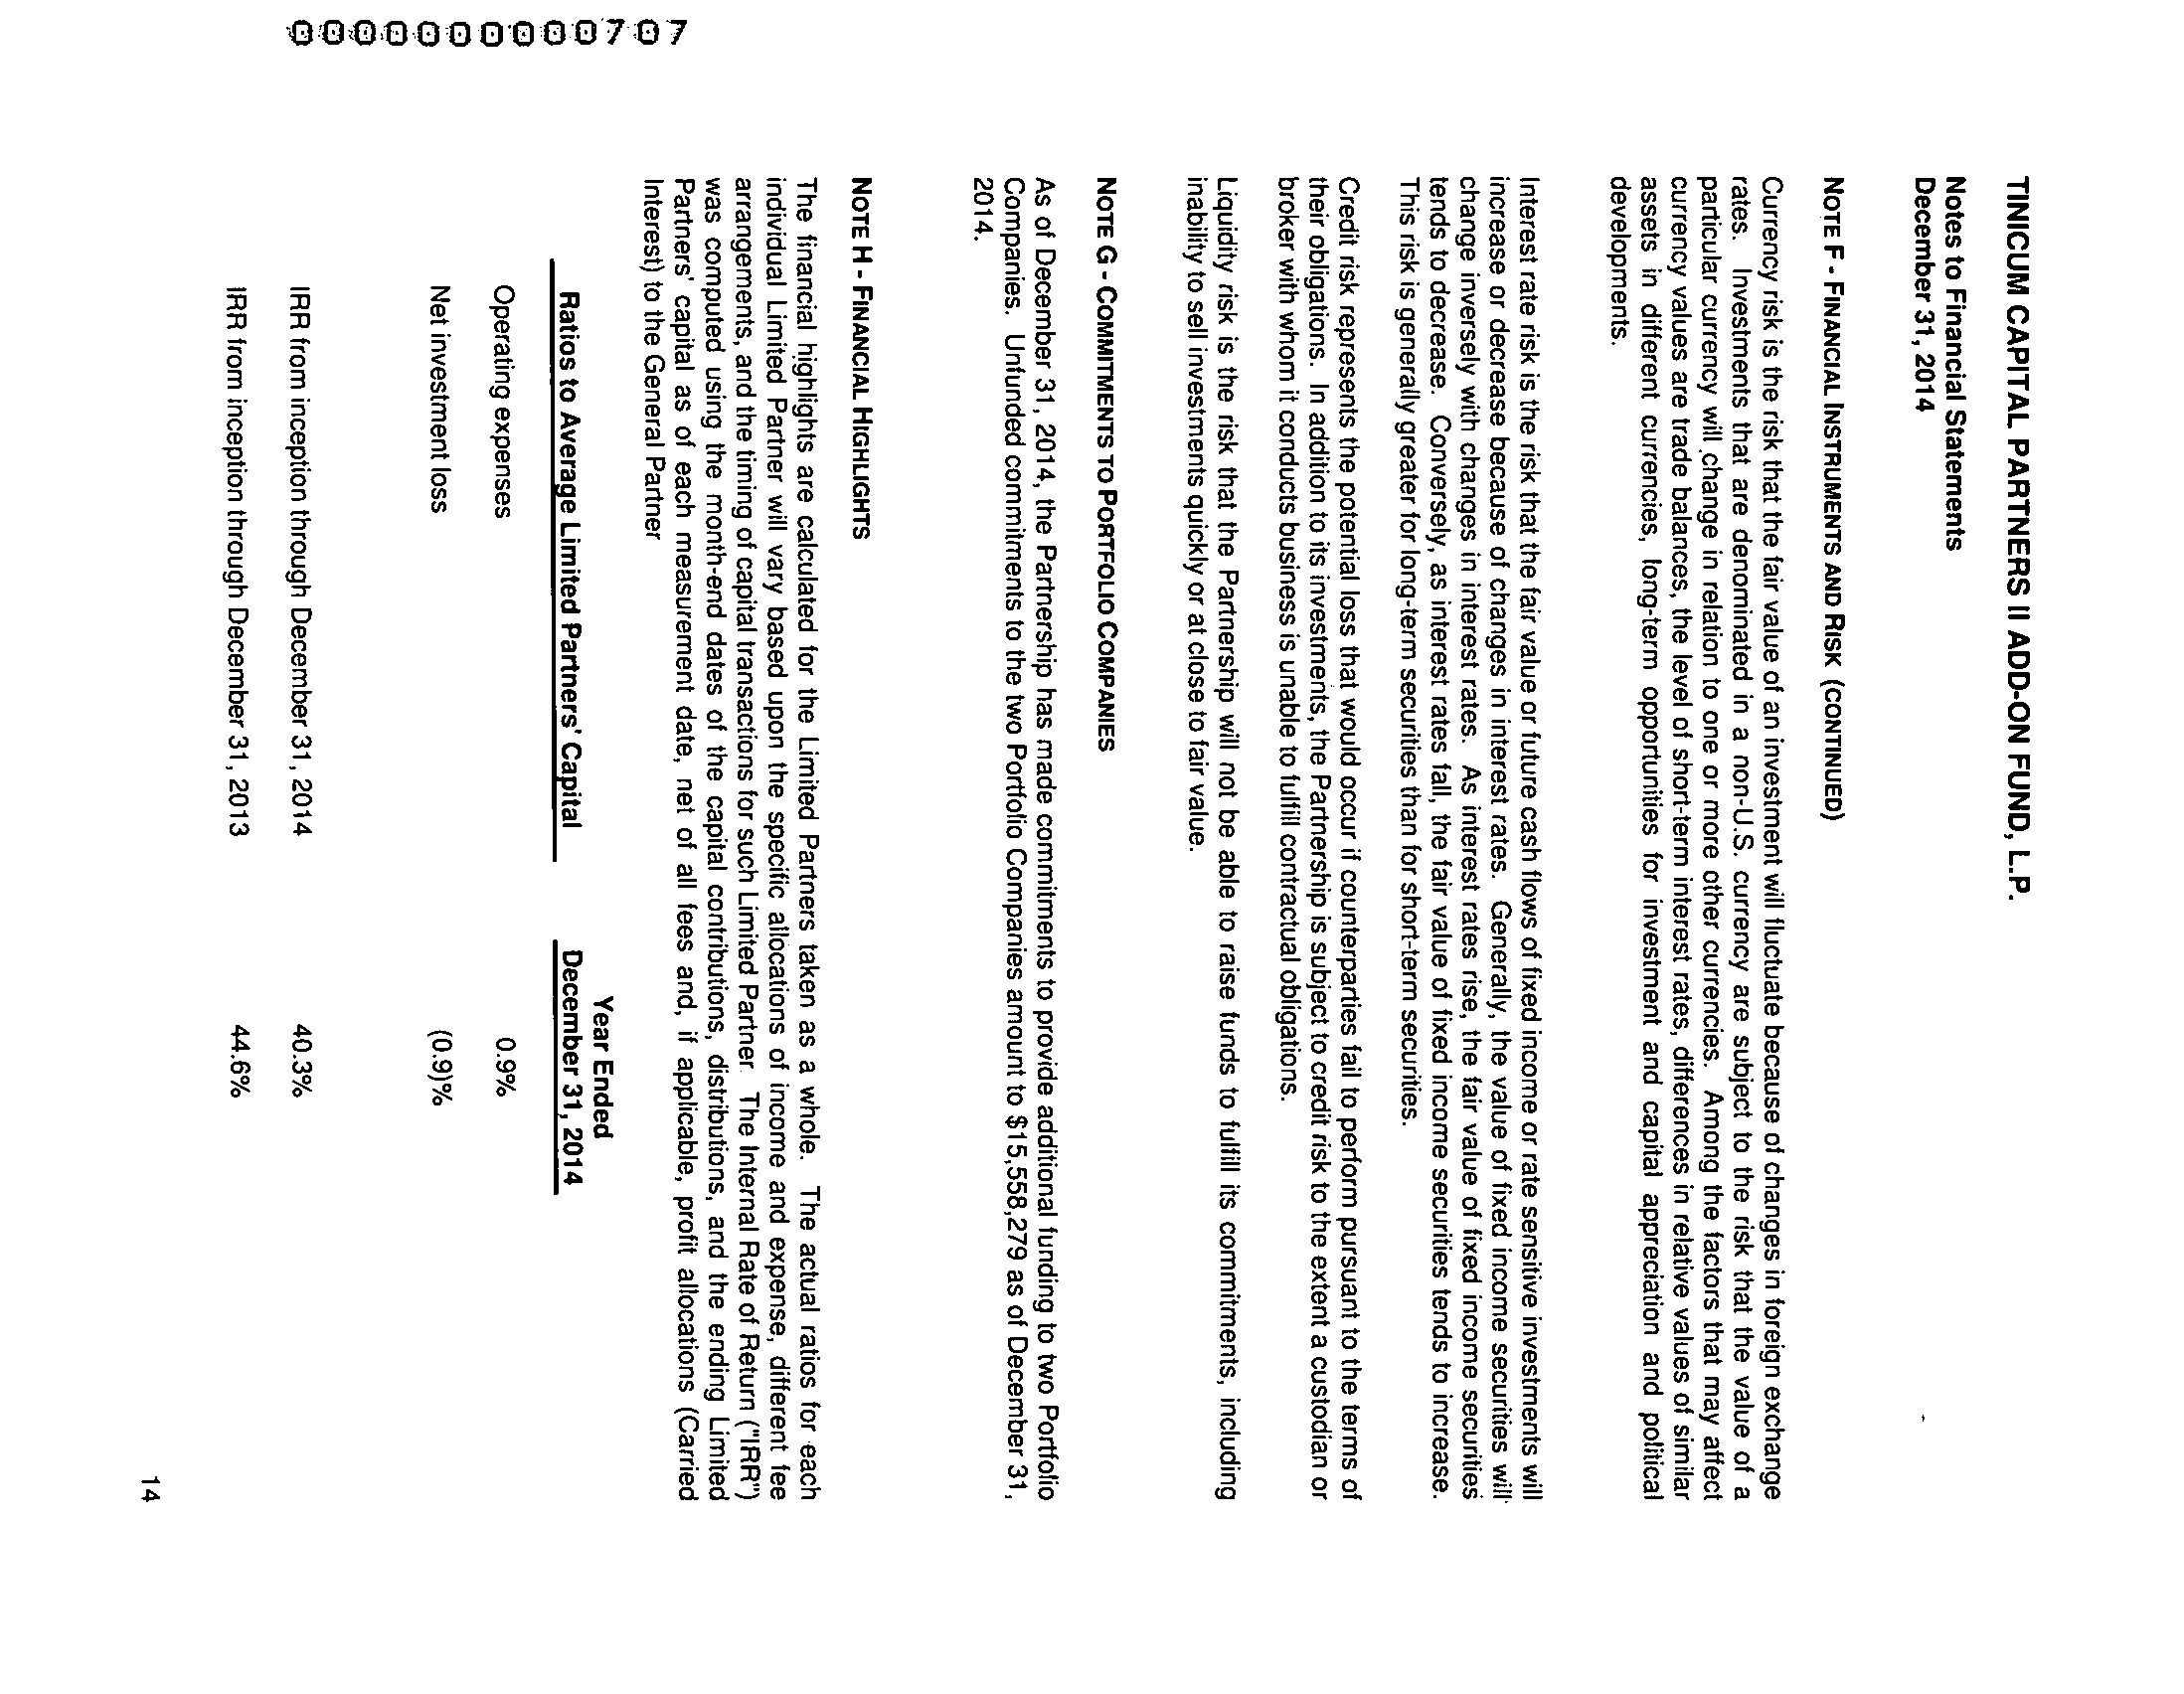 TINICUM CAPITAL PARTNERS II ADD-ON FUND, L.P.
Notes to Financial Statements
December 31, 2014
NOTE F - FINANCIAL INSTRUMENTS AND RISK (CONTINUED)
Currency risk is the risk that the fair value of an investment will fluctuate because of changes in foreign exchange
rates. Investments that are denominated in a non-U.S. currency are subject to the risk that the value of a
particular currency will change in relation to one or more other currencies. Among the factors that may affect
currency values are trade balances, the level of short-term interest rates, differences in relative values of similar
assets in different currencies, long-term opportunities for investment and capital appreciation and political
developments.
Interest rate risk is the risk that the fair value or future cash flows of fixed income or rate sensitive investments will
increase or decrease because of changes in interest rates. Generally, the value of fixed income securities will
change inversely with changes in interest rates. As interest rates rise, the fair value of fixed income securities
tends to decrease. Conversely, as interest rates fall, the fair value of fixed income securities tends to increase.
This risk is generally greater for long-term securities than for short-term securities.
Credit risk represents the potential loss that would occur if counterparties fail to perform pursuant to the terms of
their obligations. In addition to its investments, the Partnership is subject to credit risk to the extent a custodian or
broker with whom it conducts business is unable to fulfill contractual obligations.
Liquidity risk is the risk that the Partnership will not be able to raise funds to fulfill its commitments, including
inability to sell investments quickly or at close to fair value.
NOTE G - COMMITMENTS TO PORTFOLIO COMPANIES
As of December 31, 2014, the Partnership has made commitments to provide additional funding to two Portfolio
Companies. Unfunded commitments to the two Portfolio Companies amount to $15,558,279 as of December 31,
2014.
NOTE H - FINANCIAL HIGHLIGHTS
The financial highlights are calculated for the Limited Partners taken as a whole. The actual ratios for each
individual Limited Partner will vary based upon the specific allocations of income and expense, different fee
arrangements, and the timing of capital transactions for such Limited Partner. The Internal Rate of Return ("IRR")
was computed using the month-end dates of the capital contributions, distributions, and the ending Limited
Partners' capital as of each measurement date, net of all fees and, if applicable, profit allocations (Carried
Interest) to the General Partner
Year Ended
Ratios to Average Limited Partners' Capital December 31, 2014
Operating expenses 0.9%
Net investment loss (0.9)%
IRR from inception through December 31, 2014 40.3%
IRR from inception through December 31, 2013 44.6%
14
0000000000707